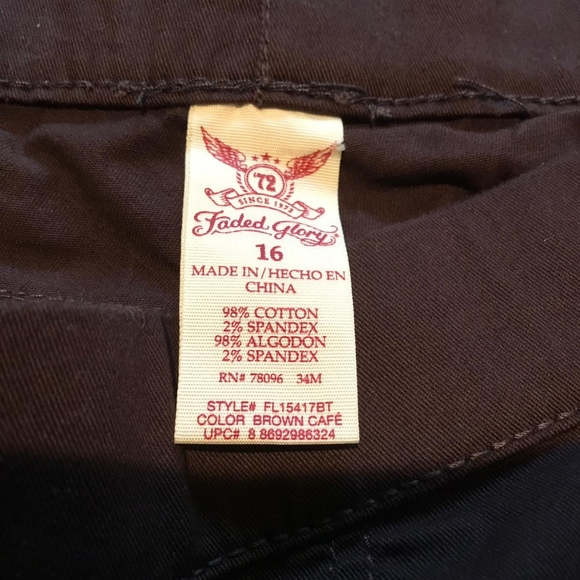 '72
SINCE 1972
Faded Glory
16
MADE IN/HECHO EN
CHINA
98% COTTON
2% SPANDEX
98% ALGODÓN
2% SPANDEX
RN# 78096 34M
STYLE# FL15417BT
COLOR BROWN CAFÉ
UPC# 8 8692986324